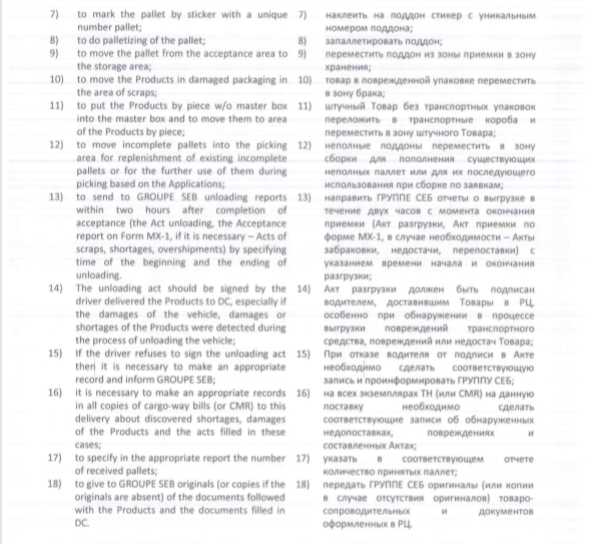 7) to mark the pallet by sticker with a unique
number pallet;
8) to do palletizing of the pallet;
9) to move the pallet from the acceptance area to
the storage area;
10) to move the Products in damaged packaging in
the area of scraps;
11) to put the Products by piece w/o master box
into the master box and to move them to area
of the Products by piece;
12) to move incomplete pallets into the picking
area for replenishment of existing incomplete
pallets or for the further use of them during
picking based on the Applications;
13) to send to GROUPE SEB unloading reports
within two hours after completion of
acceptance (the Act unloading, the Acceptance
report on Form MX-1, if it is necessary – Acts of
scraps, shortages, overshipments) by specifying
time of the beginning and the ending of
unloading.
14) The unloading act should be signed by the
driver delivered the Products to DC, especially if
the damages of the vehicle, damages or
shortages of the Products were detected during
the process of unloading the vehicle;
15) If the driver refuses to sign the unloading act
then it is necessary to make an appropriate
record and inform GROUPE SEB;
16) it is necessary to make an appropriate records
in all copies of cargo-way bills (or CMR) to this
delivery about discovered shortages, damages
of the Products and the acts filled in these
cases;
17) to specify in the appropriate report the number
of received pallets;
18) to give to GROUPE SEB originals (or copies if the
originals are absent) of the documents followed
with the Products and the documents filled in
DC.
7) наклеить на поддон стикер с уникальным
номером поддона;
8) запаллетировать поддон;
9) переместить поддон из зоны приемки в зону
хранения;
10) товар в поврежденной упаковке переместить
в зону брака;
11) штучный Товар без транспортных упаковок
переложить в транспортные короба и
переместить в зону штучного Товара;
12) неполные поддоны переместить в зону
сборки для пополнения существующих
неполных паллет или для их последующего
использования при сборке по заявкам;
13) направить ГРУППЕ СЕБ отчеты о выгрузке в
течение двух часов с момента окончания
приемки (Акт разгрузки, Акт приемки по
форме МХ-1, в случае необходимости – Акты
забраковки, недостачи, перепоставки) с
указанием времени начала и окончания
разгрузки;
14) Акт разгрузки должен быть подписан
водителем, доставившим Товары в РЦ,
особенно при обнаружении в процессе
выгрузки повреждений транспортного
средства, повреждений или недостач Товара;
15) При отказе водителя от подписи в Акте
необходимо сделать соответствующую
запись и проинформировать ГРУППУ СЕБ;
16) на всех экземплярах ТН (или CMR) на данную
поставку необходимо сделать
соответствующие записи об обнаруженных
недопоставках, повреждениях и
составленных Актах;
17) указать в соответствующем отчете
количество принятых паллет;
18) передать ГРУППЕ СЕБ оригиналы (или копии
в случае отсутствия оригиналов) товаро-
сопроводительных и документов
оформленных в РЦ.